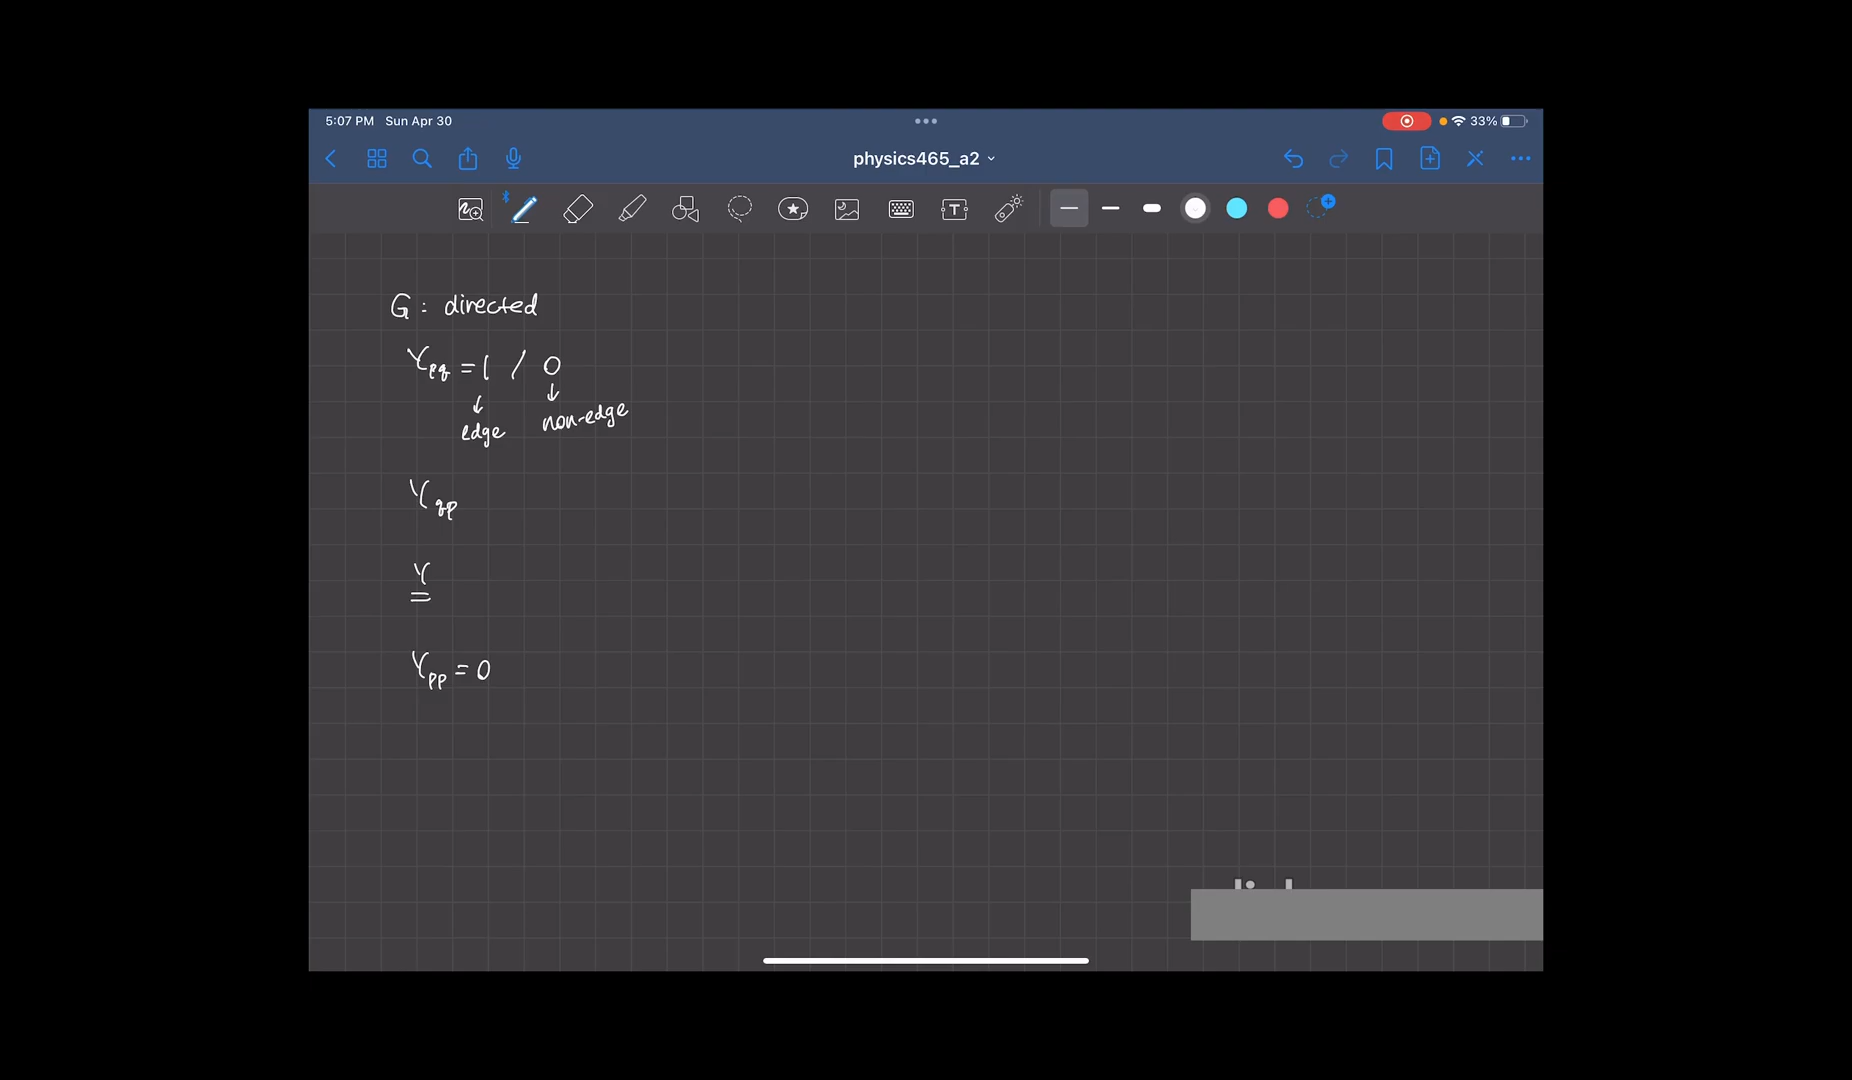 5:07 PM Sun Apr 30
33%
physics465_a2
G : directed
Y_pq = 1 / 0
↓ ↓
edge non-edge
Y_qp
Y
Y_pp = 0